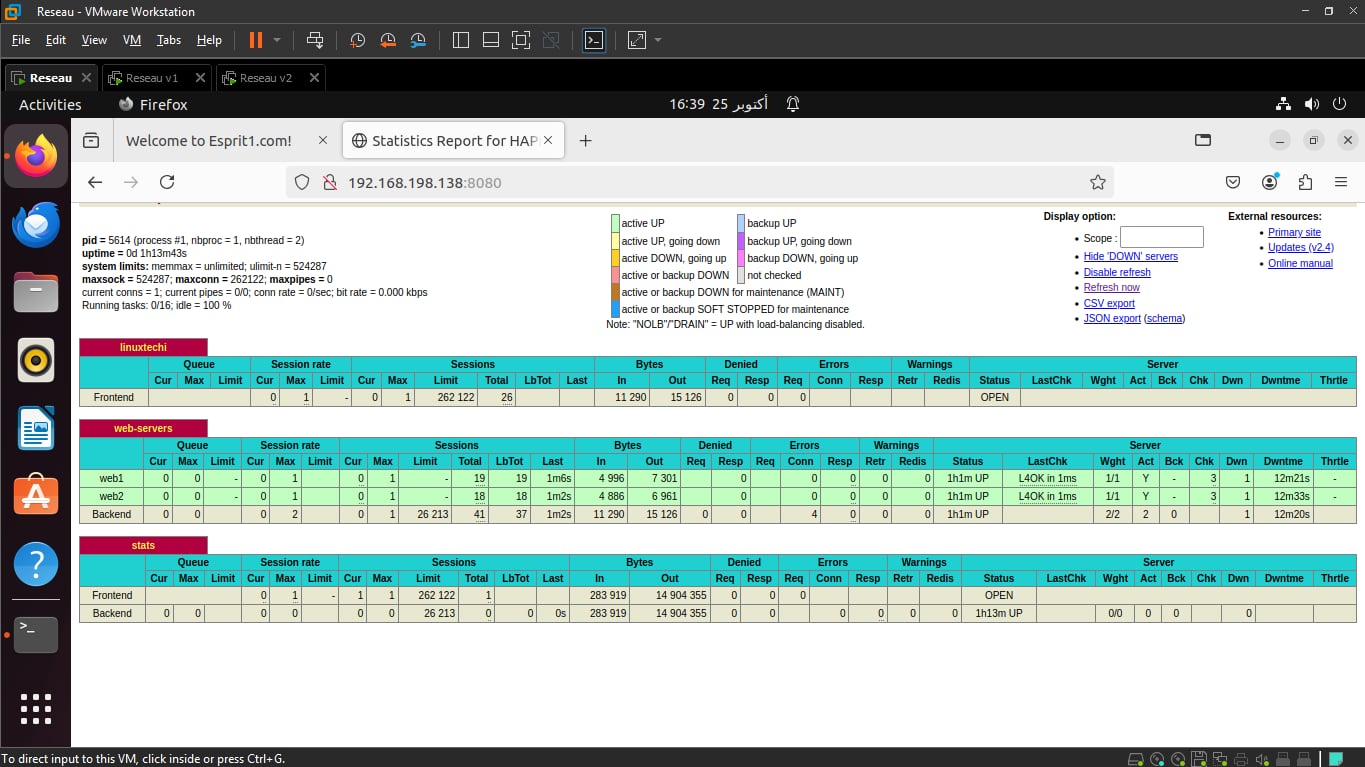 Reseau - VMware Workstation
File Edit View VM Tabs Help
Reseau Reseau v1 Reseau v2
Activities Firefox 16:39 25 أكتوبر
Welcome to Esprit1.com! Statistics Report for HAP
192.168.198.138:8080
pid = 5614 (process #1, nbproc = 1, nbthread = 2)
uptime = 0d 1h13m43s
system limits: memmax = unlimited; ulimit-n = 524287
maxsock = 524287; maxconn = 262122; maxpipes = 0
current conns = 1; current pipes = 0/0; conn rate = 0/sec; bit rate = 0.000 kbps
Running tasks: 0/16; idle = 100 %
active UP backup UP
active UP, going down backup UP, going down
active DOWN, going up backup DOWN, going up
active or backup DOWN not checked
active or backup DOWN for maintenance (MAINT)
active or backup SOFT STOPPED for maintenance
Note: "NOLB"/"DRAIN" = UP with load-balancing disabled.
Display option:
Scope :
Hide 'DOWN' servers
Disable refresh
Refresh now
CSV export
JSON export (schema)
External resources:
Primary site
Updates (v2.4)
Online manual
linuxtechi
Queue Session rate Sessions Bytes Denied Errors Warnings Server
Cur Max Limit Cur Max Limit Cur Max Limit Total LbTot Last In Out Req Resp Req Conn Resp Retr Redis Status LastChk Wght Act Bck Chk Dwn Dwntme Thrtle
Frontend 0 1 - 0 1 262 122 26 11 290 15 126 0 0 0 OPEN
web-servers
Queue Session rate Sessions Bytes Denied Errors Warnings Server
Cur Max Limit Cur Max Limit Cur Max Limit Total LbTot Last In Out Req Resp Req Conn Resp Retr Redis Status LastChk Wght Act Bck Chk Dwn Dwntme Thrtle
web1 0 0 - 0 1 0 1 - 19 19 1m6s 4 996 7 301 0 0 0 0 0 1h1m UP L4OK in 1ms 1/1 Y - 3 1 12m21s -
web2 0 0 - 0 1 0 1 - 18 18 1m2s 4 886 6 961 0 0 0 0 0 1h1m UP L4OK in 1ms 1/1 Y - 3 1 12m33s -
Backend 0 0 0 2 0 1 26 213 41 37 1m2s 11 290 15 126 0 0 4 0 0 0 1h1m UP 2/2 2 0 1 12m20s
stats
Queue Session rate Sessions Bytes Denied Errors Warnings Server
Cur Max Limit Cur Max Limit Cur Max Limit Total LbTot Last In Out Req Resp Req Conn Resp Retr Redis Status LastChk Wght Act Bck Chk Dwn Dwntme Thrtle
Frontend 0 1 - 1 1 262 122 1 283 919 14 904 355 0 0 0 OPEN
Backend 0 0 0 0 0 0 26 213 0 0 0s 283 919 14 904 355 0 0 0 0 0 0 1h13m UP 0/0 0 0 0
To direct input to this VM, click inside or press Ctrl+G.